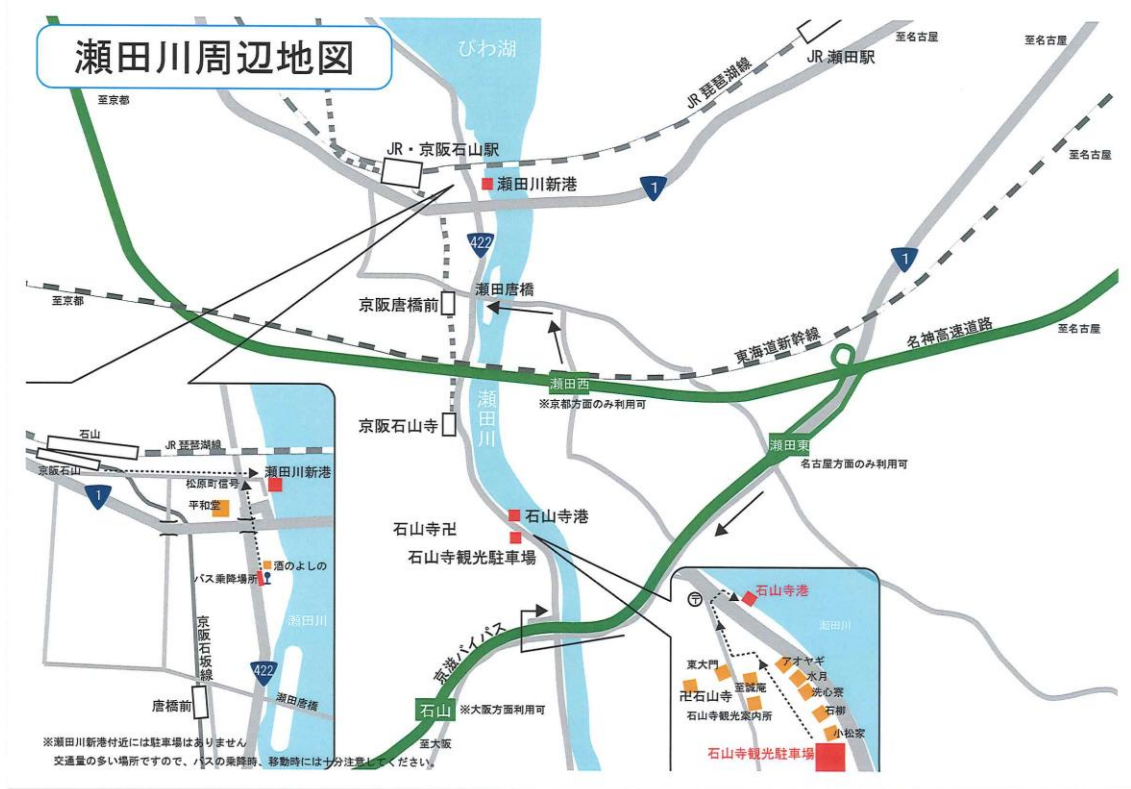 瀬田川周辺地図
びわ湖
至京都
JR・京阪石山駅
瀬田川新港
JR 琵琶湖線
JR 瀬田駅
至名古屋
至名古屋
至名古屋
1
422
1
瀬田唐橋
京阪唐橋前
至京都
東海道新幹線
名神高速道路
至名古屋
瀬田西
※京都方面のみ利用可
瀬田川
京阪石山寺
瀬田東
名古屋方面のみ利用可
石山寺港
石山寺卍
石山寺観光駐車場
京滋バイパス
石山
※大阪方面利用可
至大阪
石山
JR 琵琶湖線
京阪石山
瀬田川新港
松原町信号
1
平和堂
酒のよしの
バス乗降場所
瀬田川
京阪石坂線
422
唐橋前
瀬田唐橋
※瀬田川新港付近には駐車場はありません
交通量の多い場所ですので、バスの乗降時、移動時には十分注意してください。
〒
石山寺港
瀬田川
アオヤギ
水月
洗心寮
石柳
小松家
東大門
至誠庵
卍石山寺
石山寺観光案内所
石山寺観光駐車場